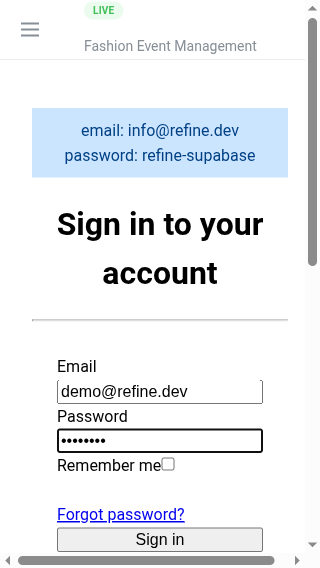 LIVE
Fashion Event Management
email: info@refine.dev
password: refine-supabase
Sign in to your
account
Email
demo@refine.dev
Password
••••••••
Remember me
Forgot password?
Sign in